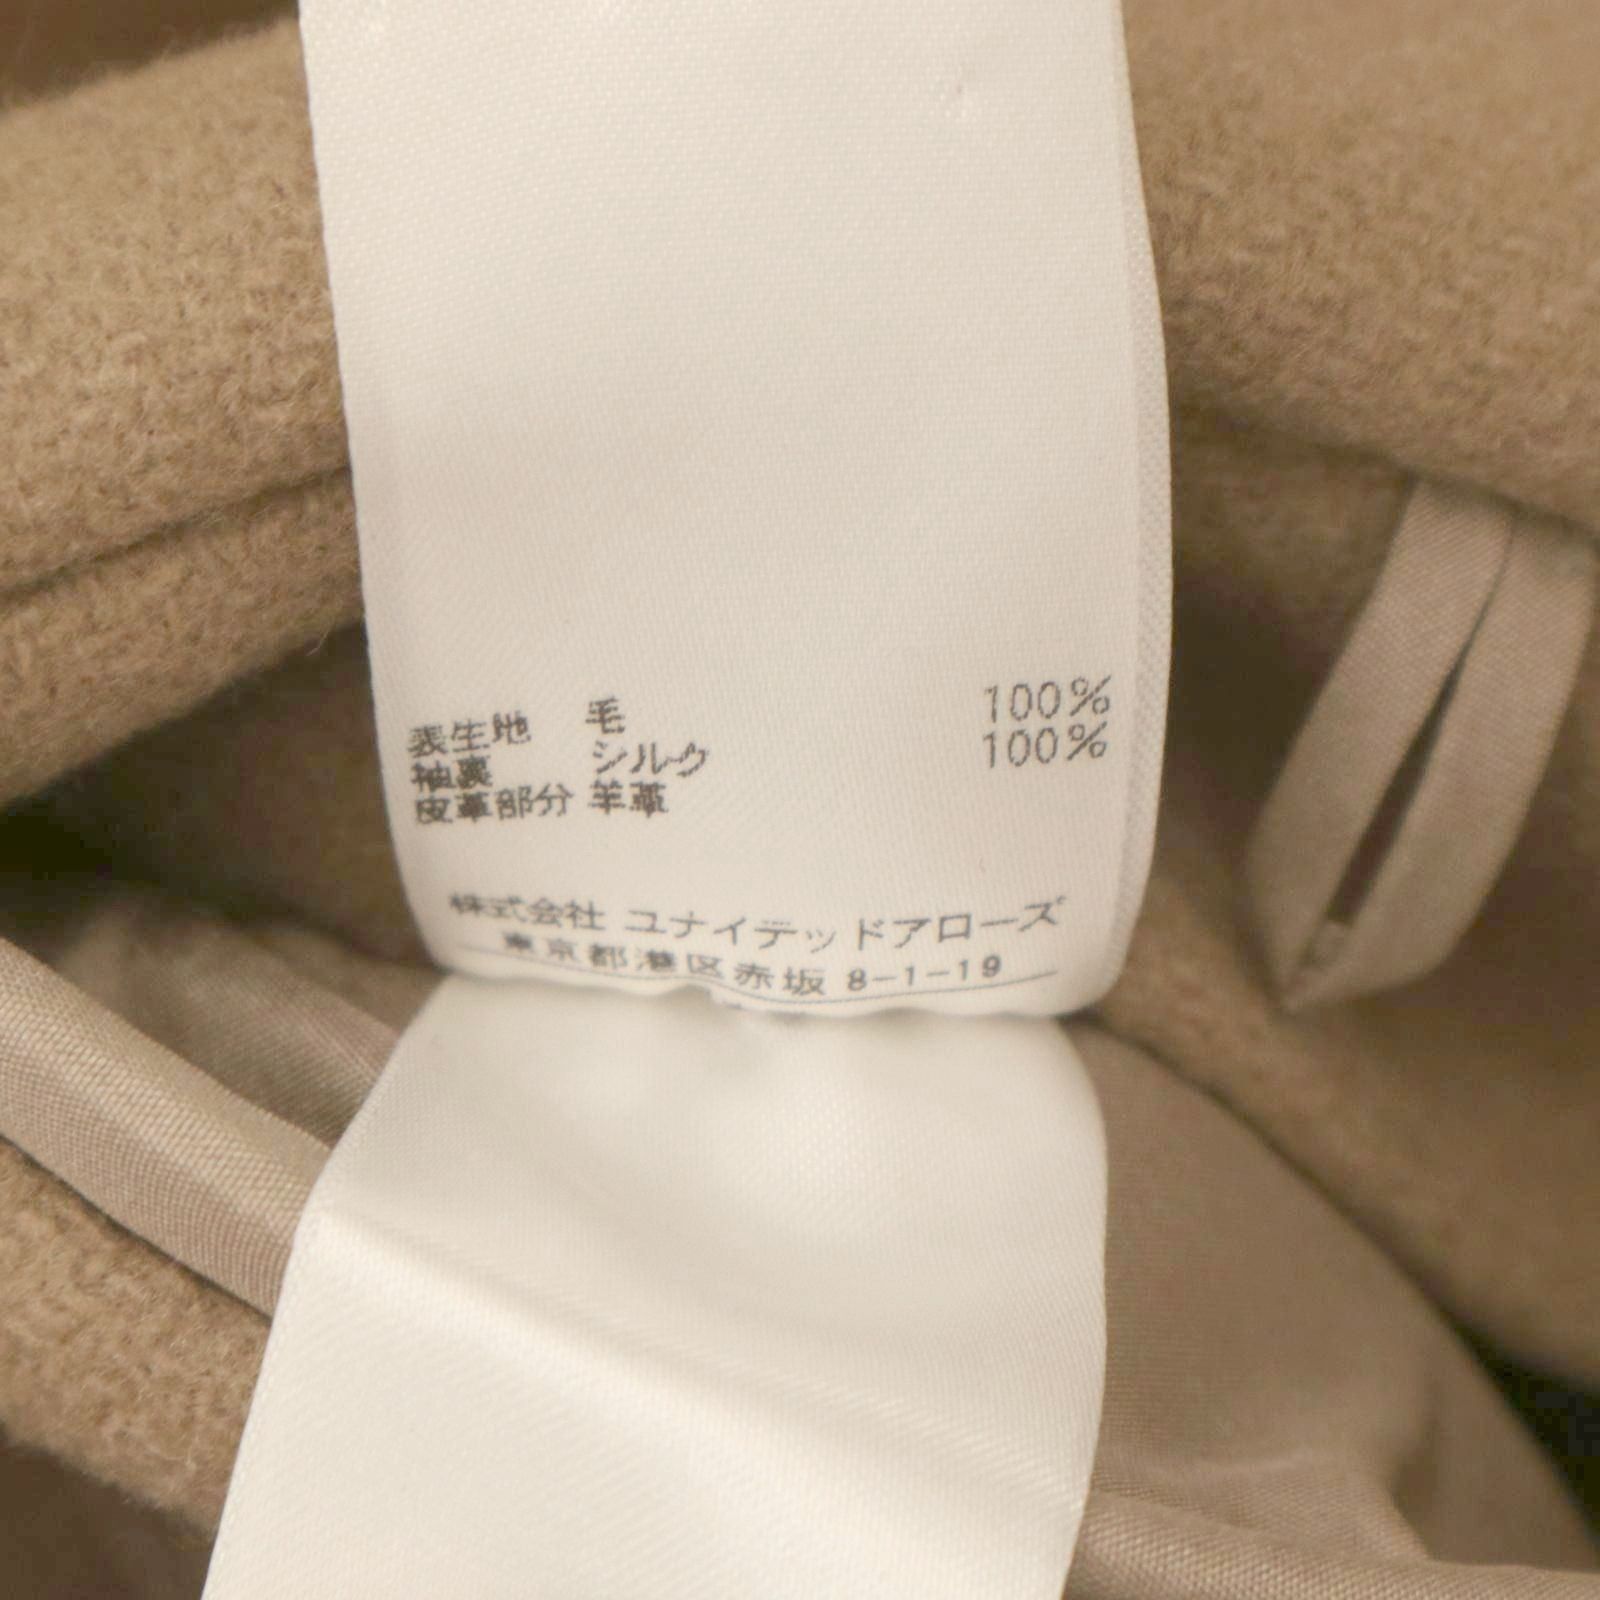 表生地 毛 100%
袖裏 シルク 100%
皮革部分 羊革
株式会社 ユナイテッドアローズ
東京都港区赤坂 8-1-19